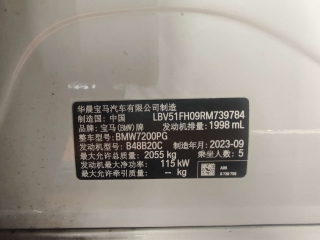 华晨宝马汽车有限公司制造
制造国: 中国 LBV51FH09RM739784
品牌: 宝马(BMW)牌 发动机排量: 1998 mL
整车型号: BMW7200PG
发动机型号: B48B20C 制造年月: 2023-09
最大允许总质量: 2055 kg 乘坐人数: 5
发动机最大净功率: 115 kW
最大允许牵引质量: -- kg